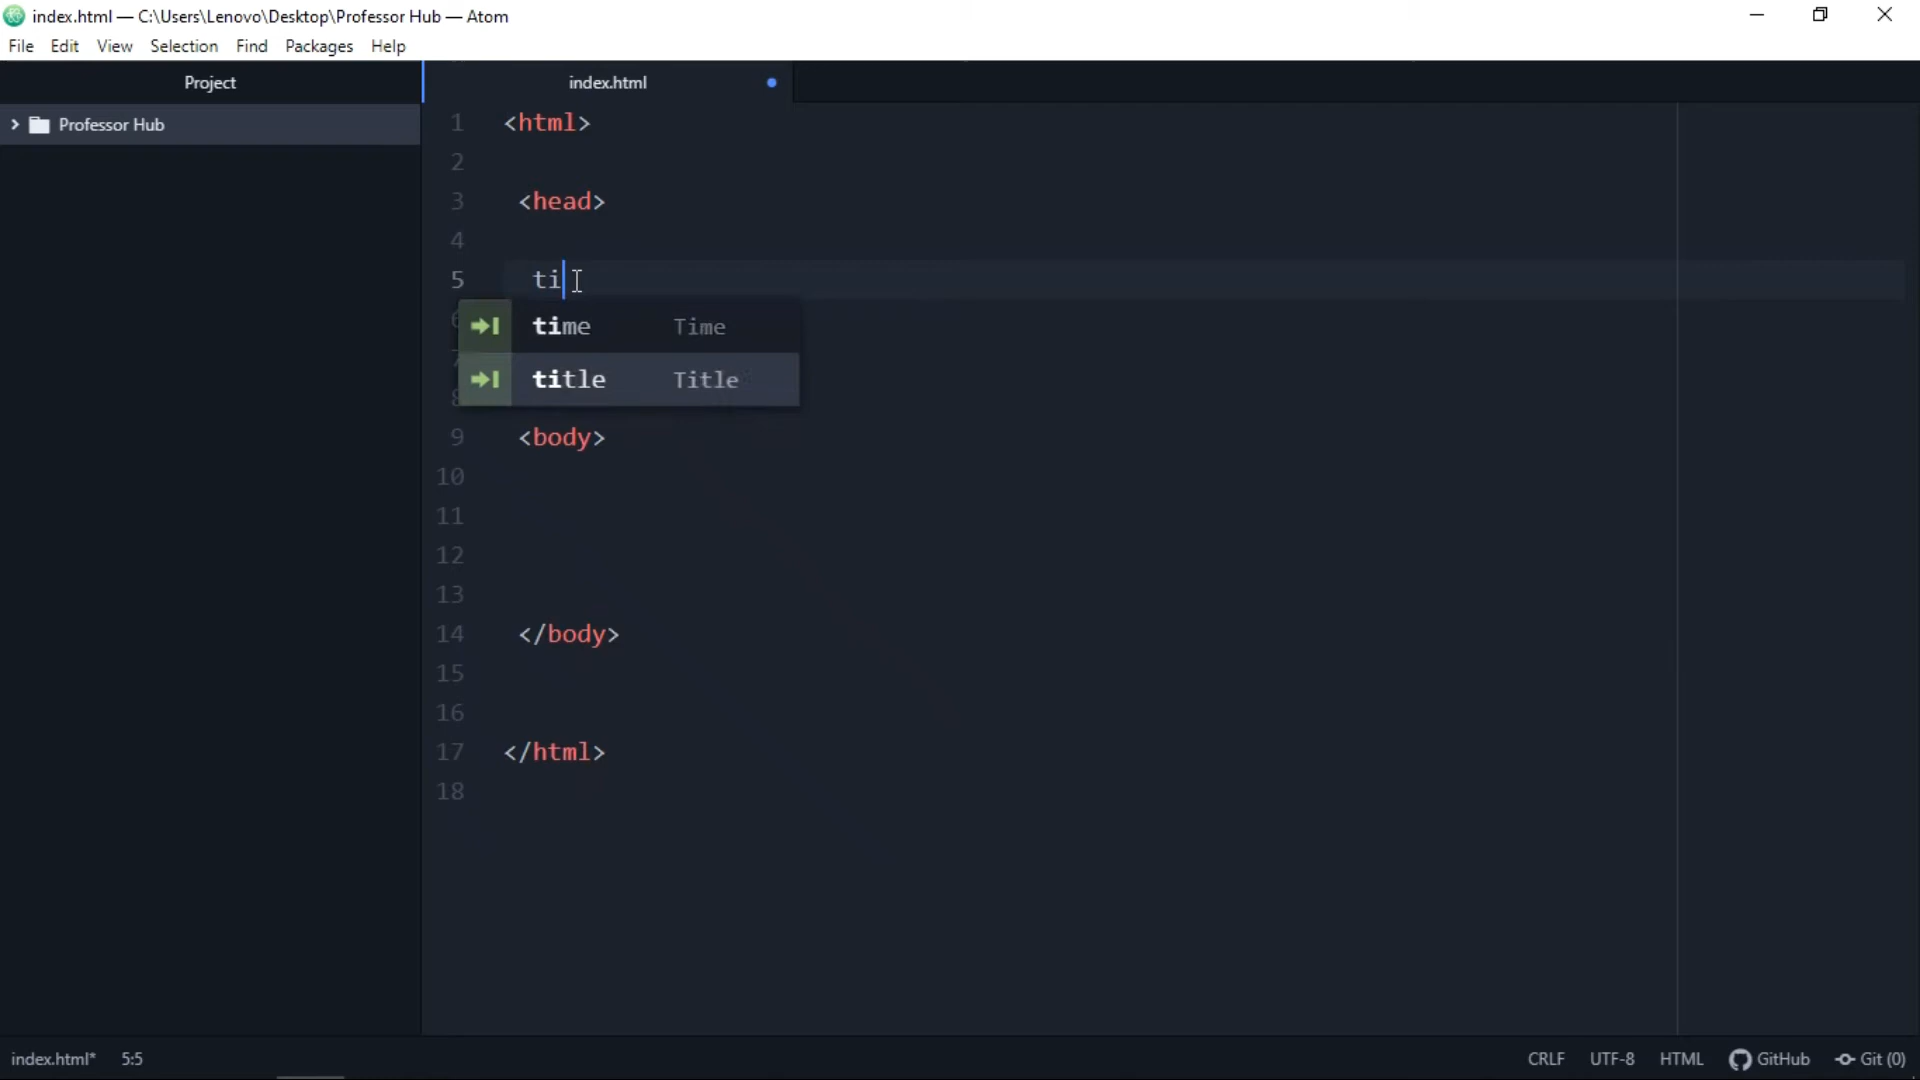 index.html — C:\Users\Lenovo\Desktop\Professor Hub — Atom
File Edit View Selection Find Packages Help
Project
index.html
Professor Hub
1 <html>
2
3 <head>
4
5 ti
time Time
title Title
9 <body>
10
11
12
13
14 </body>
15
16
17 </html>
18
index.html* 5:5 CRLF UTF-8 HTML GitHub Git (0)